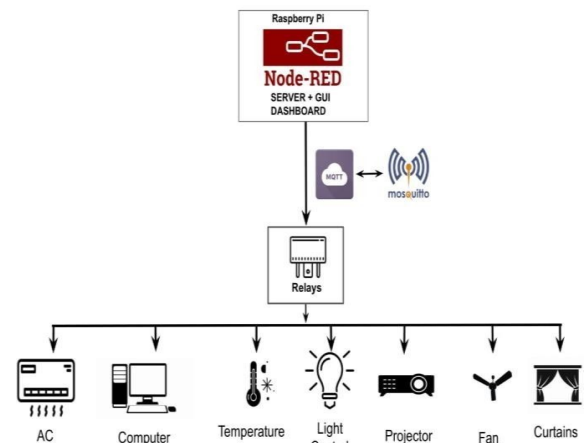 Raspberry Pi
Node-RED
SERVER + GUI
DASHBOARD
MQTT
mosquitto
Relays
AC
Computer
Temperature
Light
Projector
Fan
Curtains